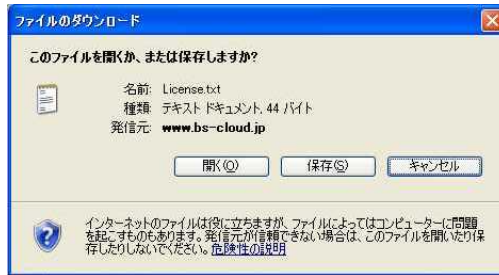 ファイルのダウンロード
このファイルを開くか、または保存しますか?
名前: License.txt
種類: テキスト ドキュメント, 44 バイト
発信元: www.bs-cloud.jp
開く(O) 保存(S) キャンセル
インターネットのファイルは役に立ちますが、ファイルによってはコンピューターに問題
を起こすものもあります。発信元が信頼できない場合は、このファイルを開いたり保
存したりしないでください。危険性の説明